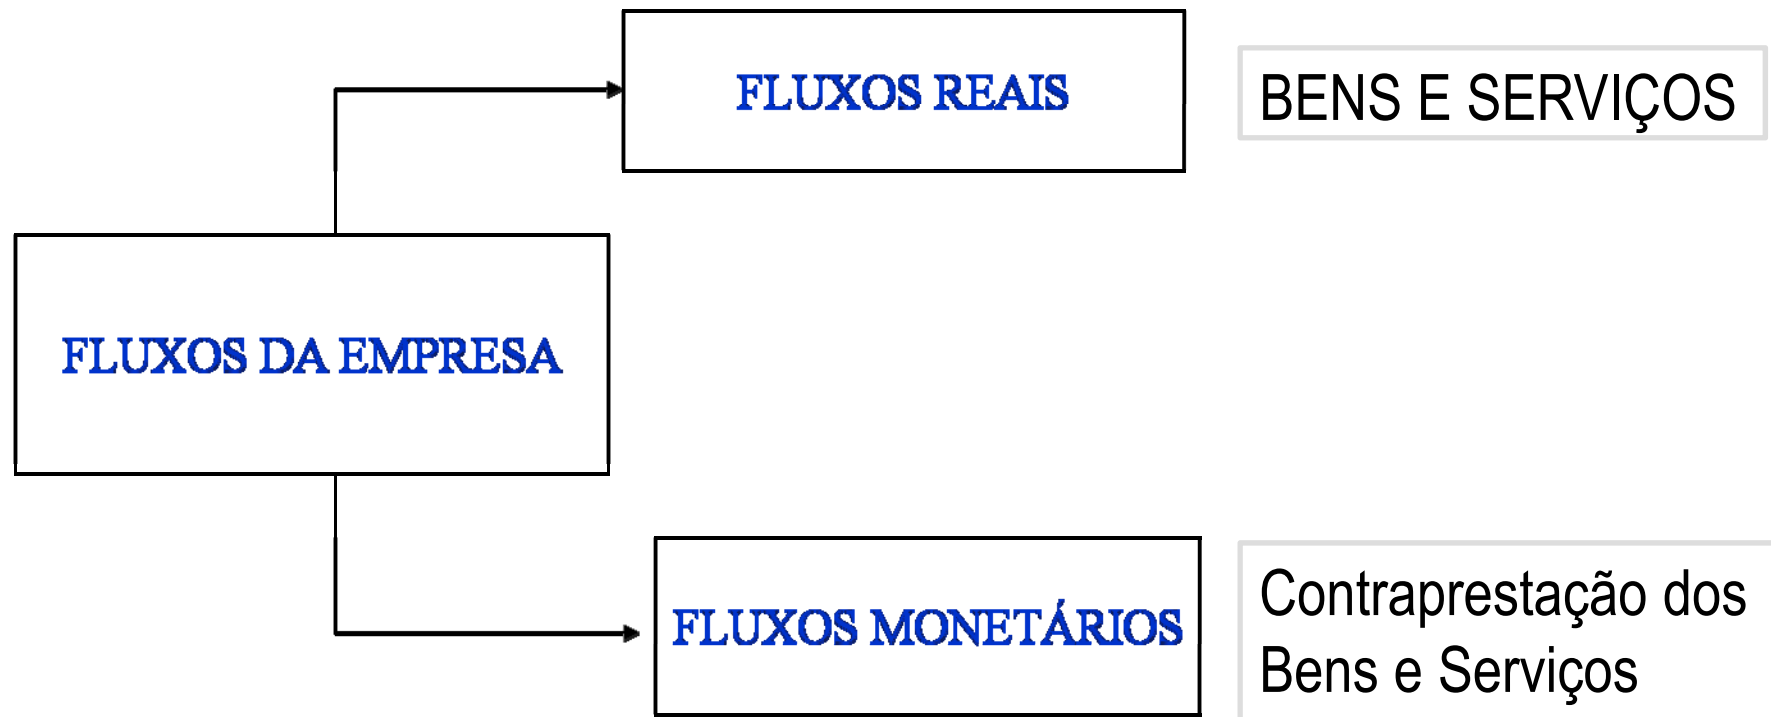 FLUXOS REAIS
BENS E SERVIÇOS
FLUXOS DA EMPRESA
FLUXOS MONETÁRIOS
Contraprestação dos
Bens e Serviços